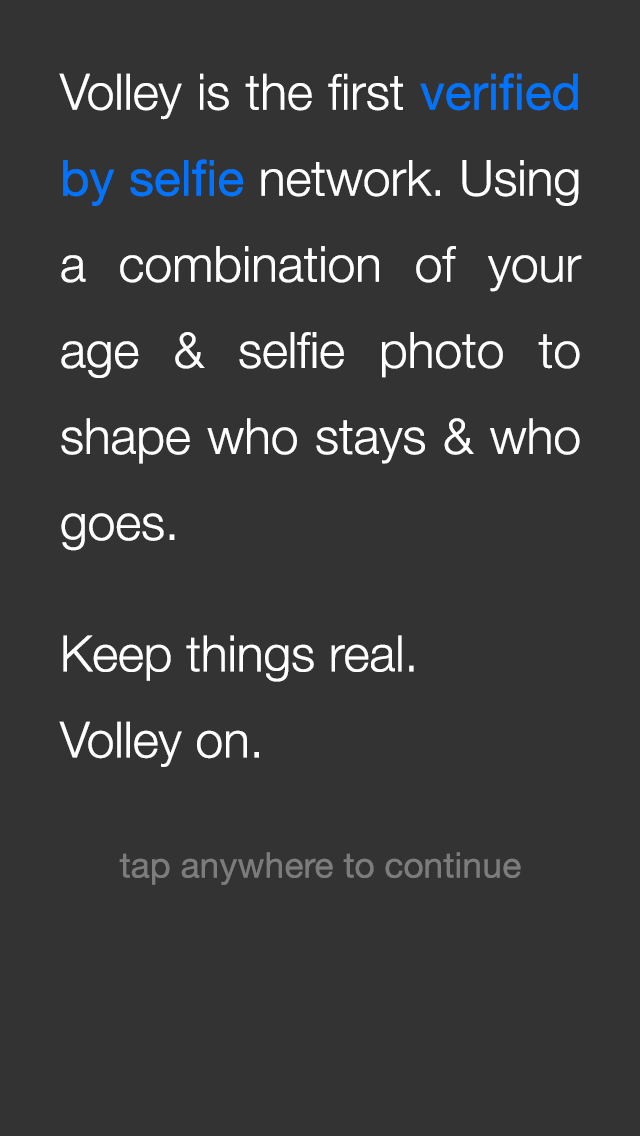 Volley is the first verified
by selfie network. Using
a combination of your
age & selfie photo to
shape who stays & who
goes.
Keep things real.
Volley on.
tap anywhere to continue